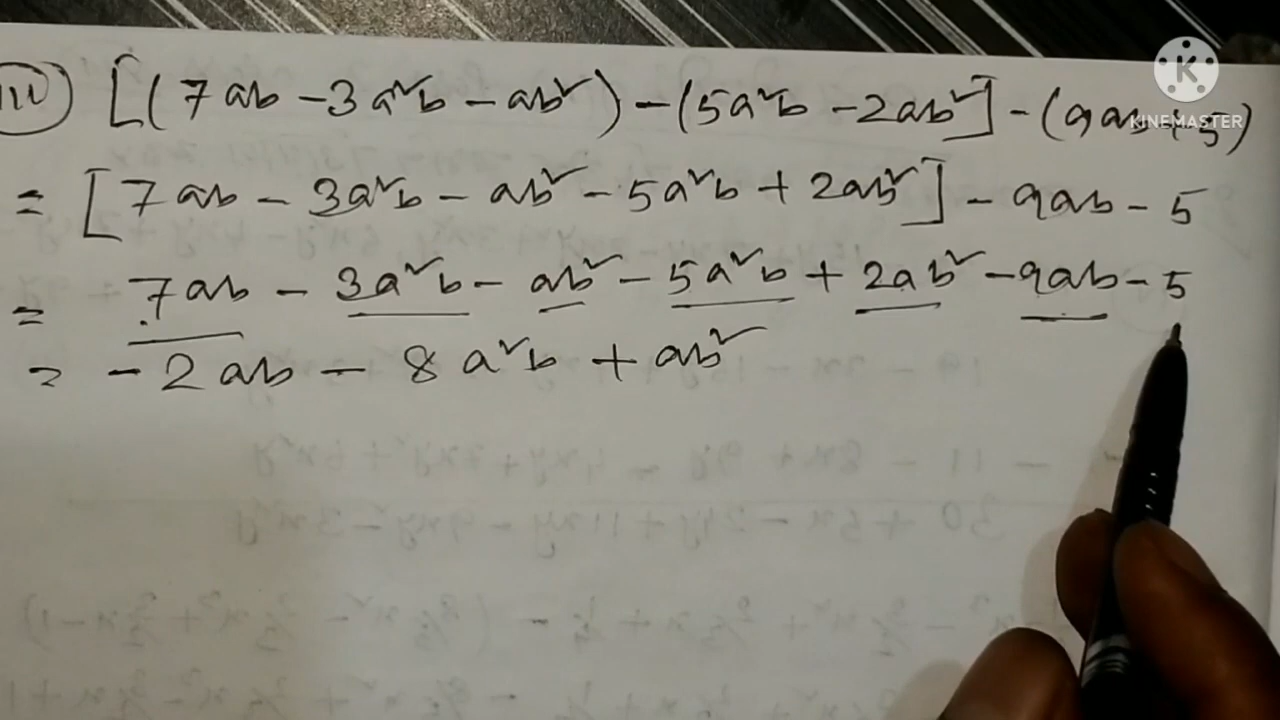 iii) [(7ab - 3a²b - ab²) - (5a²b - 2ab²] - (9ab + 5)
= [7ab - 3a²b - ab² - 5a²b + 2ab²] - 9ab - 5
= 7ab - 3a²b - ab² - 5a²b + 2ab² - 9ab - 5
= -2ab - 8a²b + ab²
K
KINEMASTER